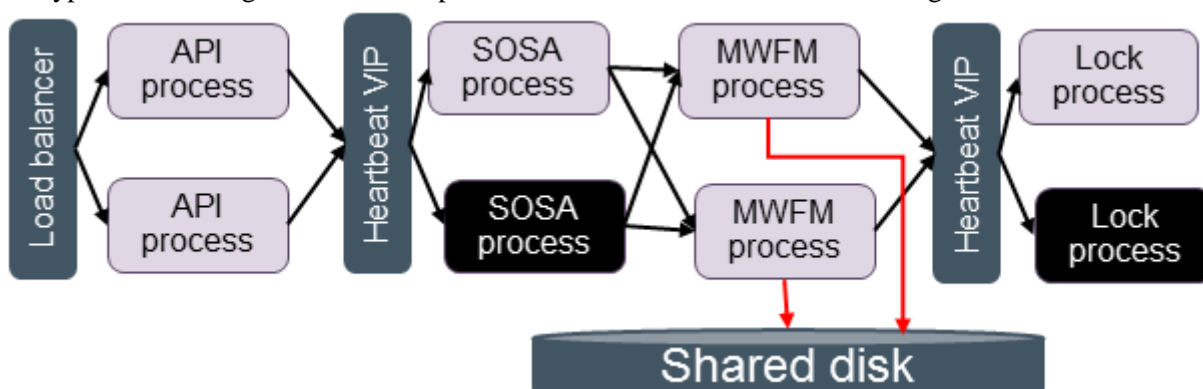 Load balancer
API
process
API
process
Heartbeat VIP
SOSA
process
SOSA
process
MWFM
process
MWFM
process
Heartbeat VIP
Lock
process
Lock
process
Shared disk